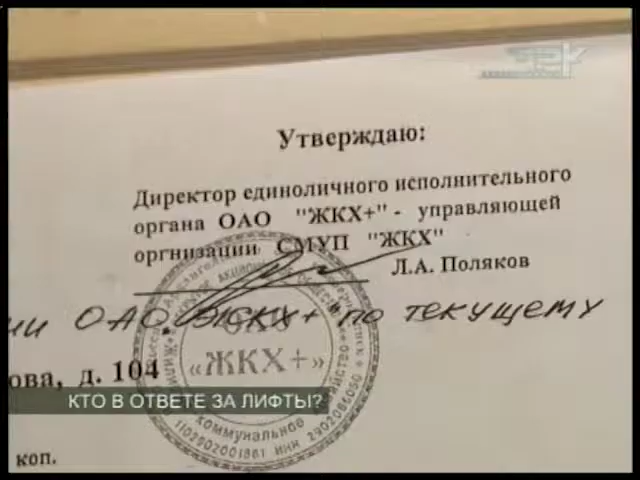 Утверждаю:
Директор единоличного исполнительного
органа ОАО "ЖКХ+" - управляющей
оргнизации СМУП "ЖКХ"
Л.А. Поляков
ии ОАО ЖКХ+ по текущему
ова, д. 104
ОАО
«ЖКХ+»
коммунальное
КТО В ОТВЕТЕ ЗА ЛИФТЫ?
коп.